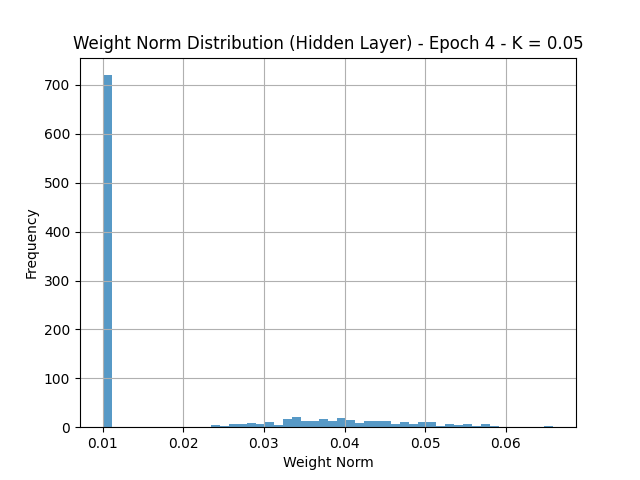 Weight Norm Distribution (Hidden Layer) - Epoch 4 - K = 0.05
700
600
500
400
300
200
100
0
Frequency
0.01 0.02 0.03 0.04 0.05 0.06
Weight Norm